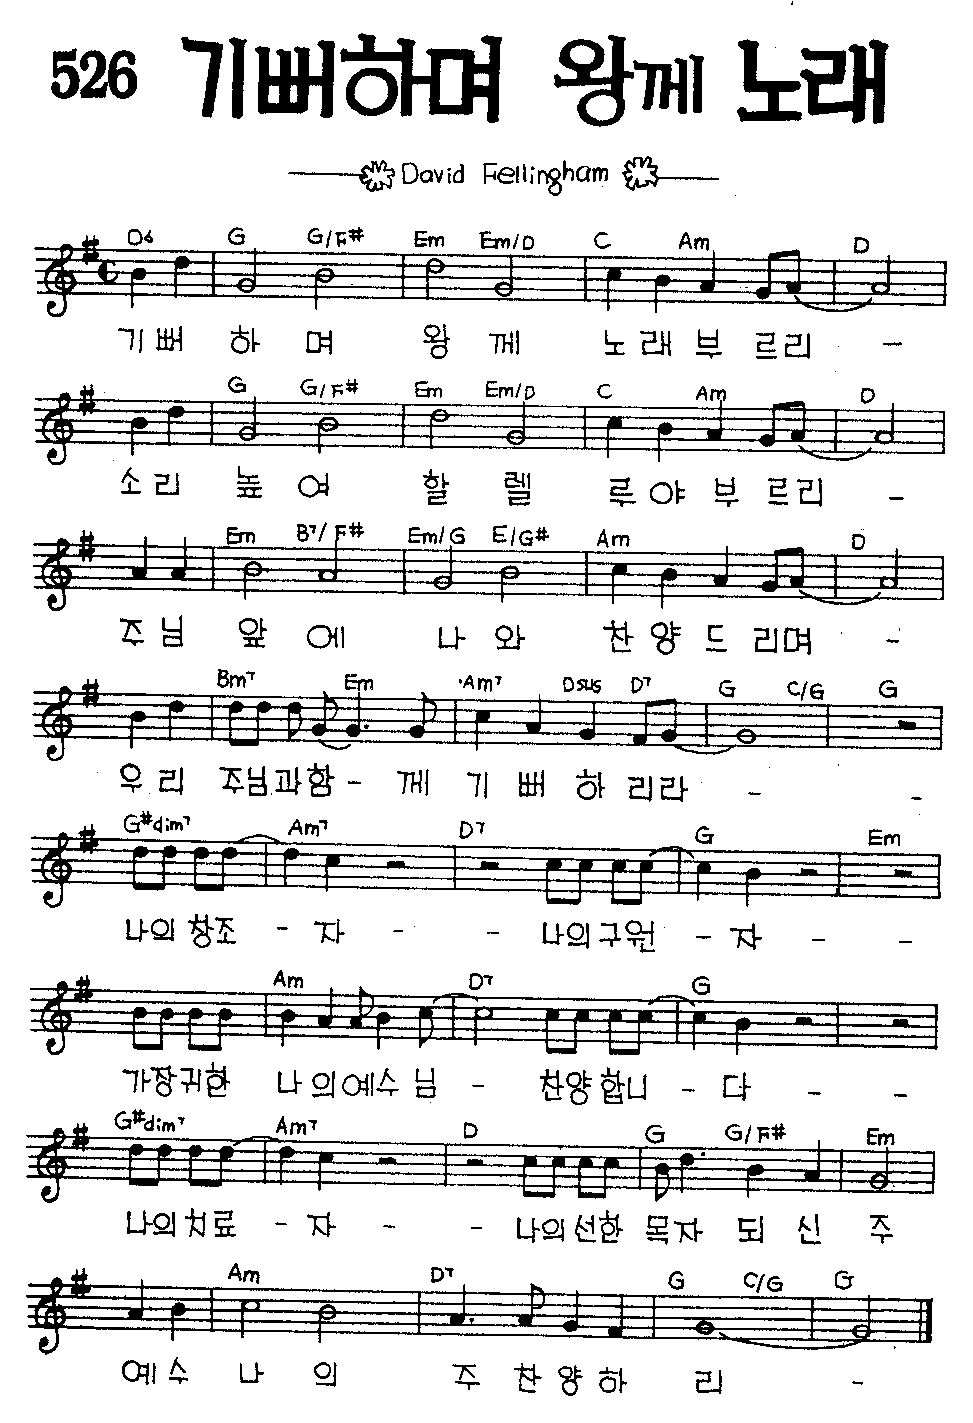 526 기뻐하며 왕께 노래
David Fellingham
D6 G G/F# Em Em/D C Am D
기 뻐 하 며 왕 께 노 래 부 르 리 -
G G/F# Em Em/D C Am D
소 리 높 여 할 렐 루 야 부 르 리 -
Em B7/F# Em/G E/G# Am D
주 님 앞 에 나 와 찬 양 드 리 며 -
Bm7 Em Am7 Dsus D7 G C/G G
우 리 주 님 과 함 - 께 기 뻐 하 리 라 - -
G#dim7 Am7 D7 G Em
나 의 창 조 - 자 - - 나 의 구 원 - 자 - -
Am D7 G
가 장 귀 한 나 의 예 수 님 - 찬 양 합 니 - 다 - -
G#dim7 Am7 D G G/F# Em
나 의 치 료 - 자 - - 나 의 선 한 목 자 되 신 주
Am D7 G C/G G
예 수 나 의 주 찬 양 하 리 -